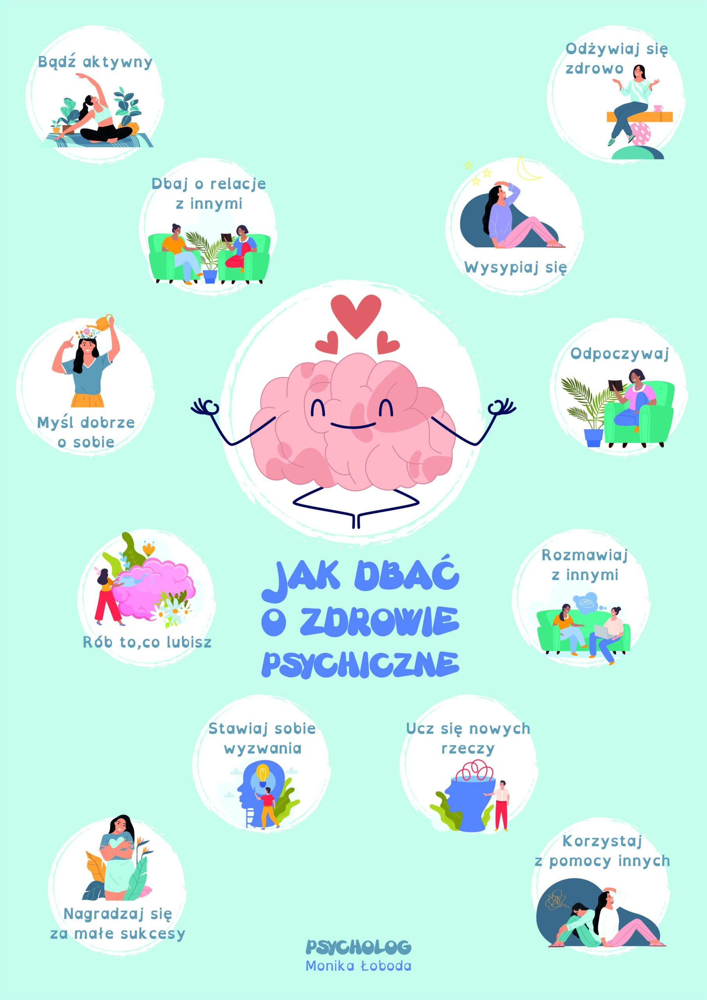 Bądź aktywny
Odżywiaj się
zdrowo
Dbaj o relacje
z innymi
Wysypiaj się
Myśl dobrze
o sobie
Odpoczywaj
Rób to,co lubisz
JAK DBAĆ
O ZDROWIE
PSYCHICZNE
Rozmawiaj
z innymi
Stawiaj sobie
wyzwania
Ucz się nowych
rzeczy
Nagradzaj się
za małe sukcesy
Korzystaj
z pomocy innych
PSYCHOLOG
Monika Łoboda